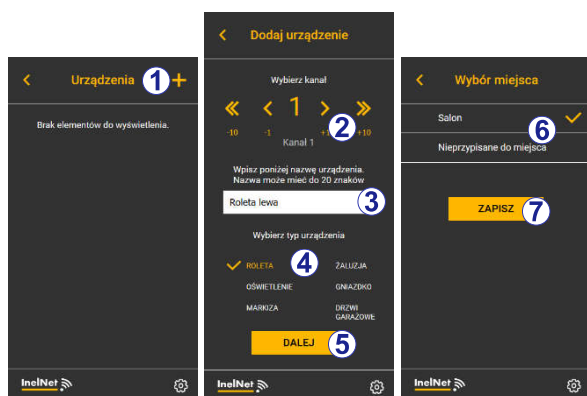 Urządzenia
1
+
Brak elementów do wyświetlenia.
InelNet
Dodaj urządzenie
Wybierz kanał
1
-10 -1 +1 +10
2
Kanał 1
Wpisz poniżej nazwę urządzenia.
Nazwa może mieć do 20 znaków
Roleta lewa
3
Wybierz typ urządzenia
4
ROLETA ŻALUZJA
OŚWIETLENIE GNIAZDKO
MARKIZA DRZWI
GARAŻOWE
DALEJ
5
InelNet
Wybór miejsca
Salon
6
Nieprzypisane do miejsca
ZAPISZ
7
InelNet